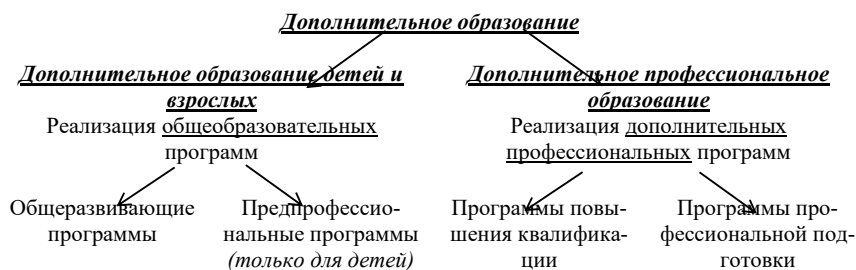 Дополнительное образование
Дополнительное образование детей и
взрослых
Реализация общеобразовательных
программ
Дополнительное профессиональное
образование
Реализация дополнительных
профессиональных программ
Общеразвивающие
программы
Предпрофессио-
нальные программы
(только для детей)
Программы повы-
шения квалифика-
ции
Программы про-
фессиональной под-
готовки